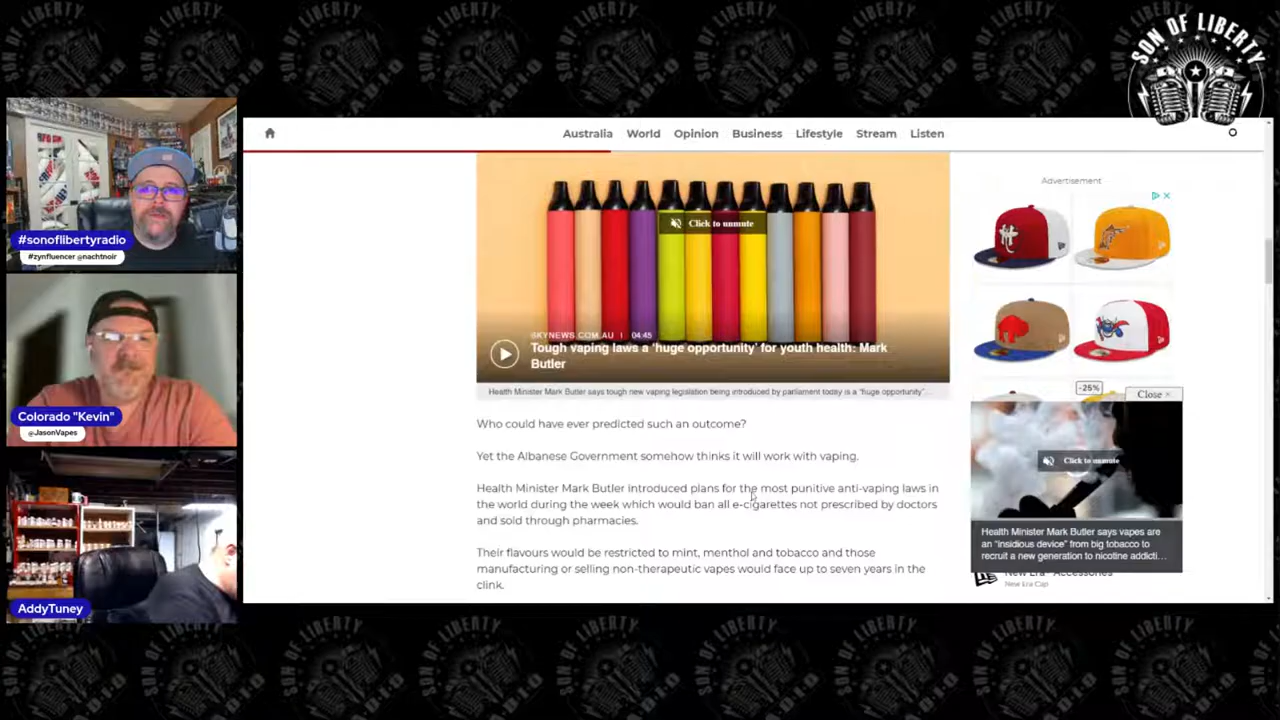 SON OF LIBERTY
RADIO
Australia World Opinion Business Lifestyle Stream Listen
Advertisement
Click to unmute
SKYNEWS.COM.AU | 04:45
Tough vaping laws a 'huge opportunity' for youth health: Mark
Butler
Health Minister Mark Butler says tough new vaping legislation being introduced by parliament today is a "huge opportunity"...
Who could have ever predicted such an outcome?
Yet the Albanese Government somehow thinks it will work with vaping.
Health Minister Mark Butler introduced plans for the most punitive anti-vaping laws in
the world during the week which would ban all e-cigarettes not prescribed by doctors
and sold through pharmacies.
Their flavours would be restricted to mint, menthol and tobacco and those
manufacturing or selling non-therapeutic vapes would face up to seven years in the
clink.
-25%
Close ×
Click to unmute
Health Minister Mark Butler says vapes are
an "insidious device" from big tobacco to
recruit a new generation to nicotine addicti...
New Era - Accessories
New Era Cap
#sonoflibertyradio
#zynfluencer @nachtnoir
Colorado "Kevin"
@JasonVapes
AddyTuney